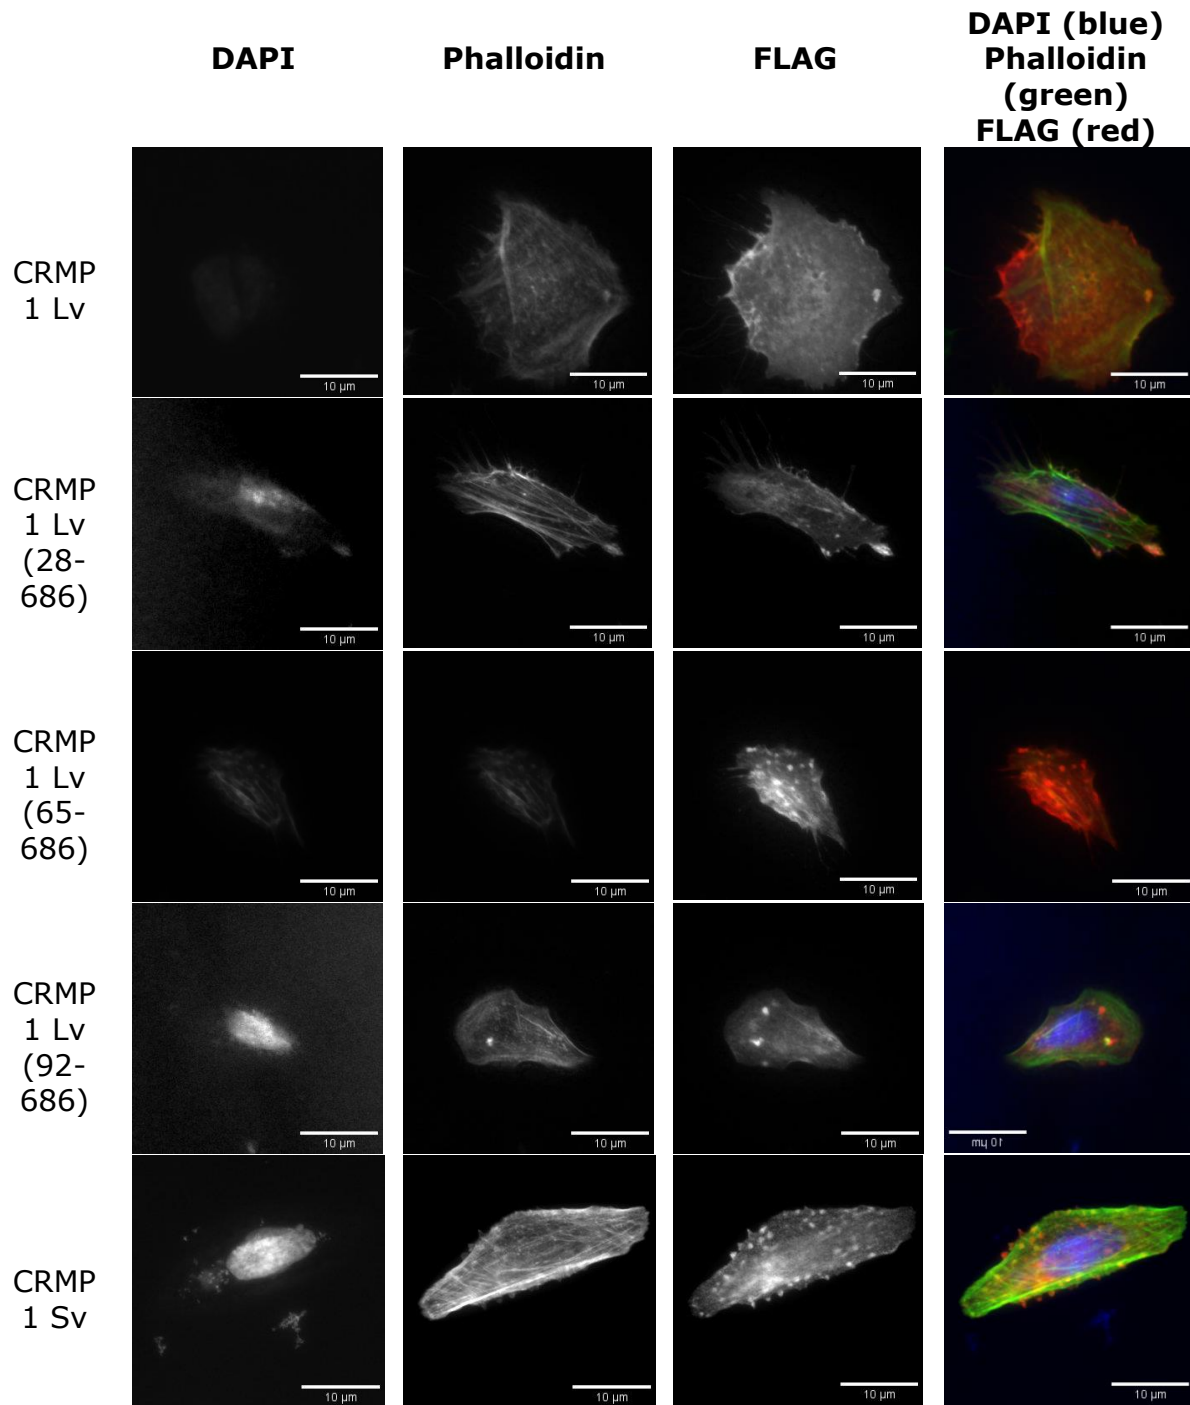 DAPI
Phalloidin
FLAG
DAPI (blue)
Phalloidin
(green)
FLAG (red)
CRMP
1 Lv
10 µm
10 µm
10 µm
10 µm
CRMP
1 Lv
(28-
686)
10 µm
10 µm
10 µm
10 µm
CRMP
1 Lv
(65-
686)
10 µm
10 µm
10 µm
10 µm
CRMP
1 Lv
(92-
686)
10 µm
10 µm
10 µm
10 µm
CRMP
1 Sv
10 µm
10 µm
10 µm
10 µm